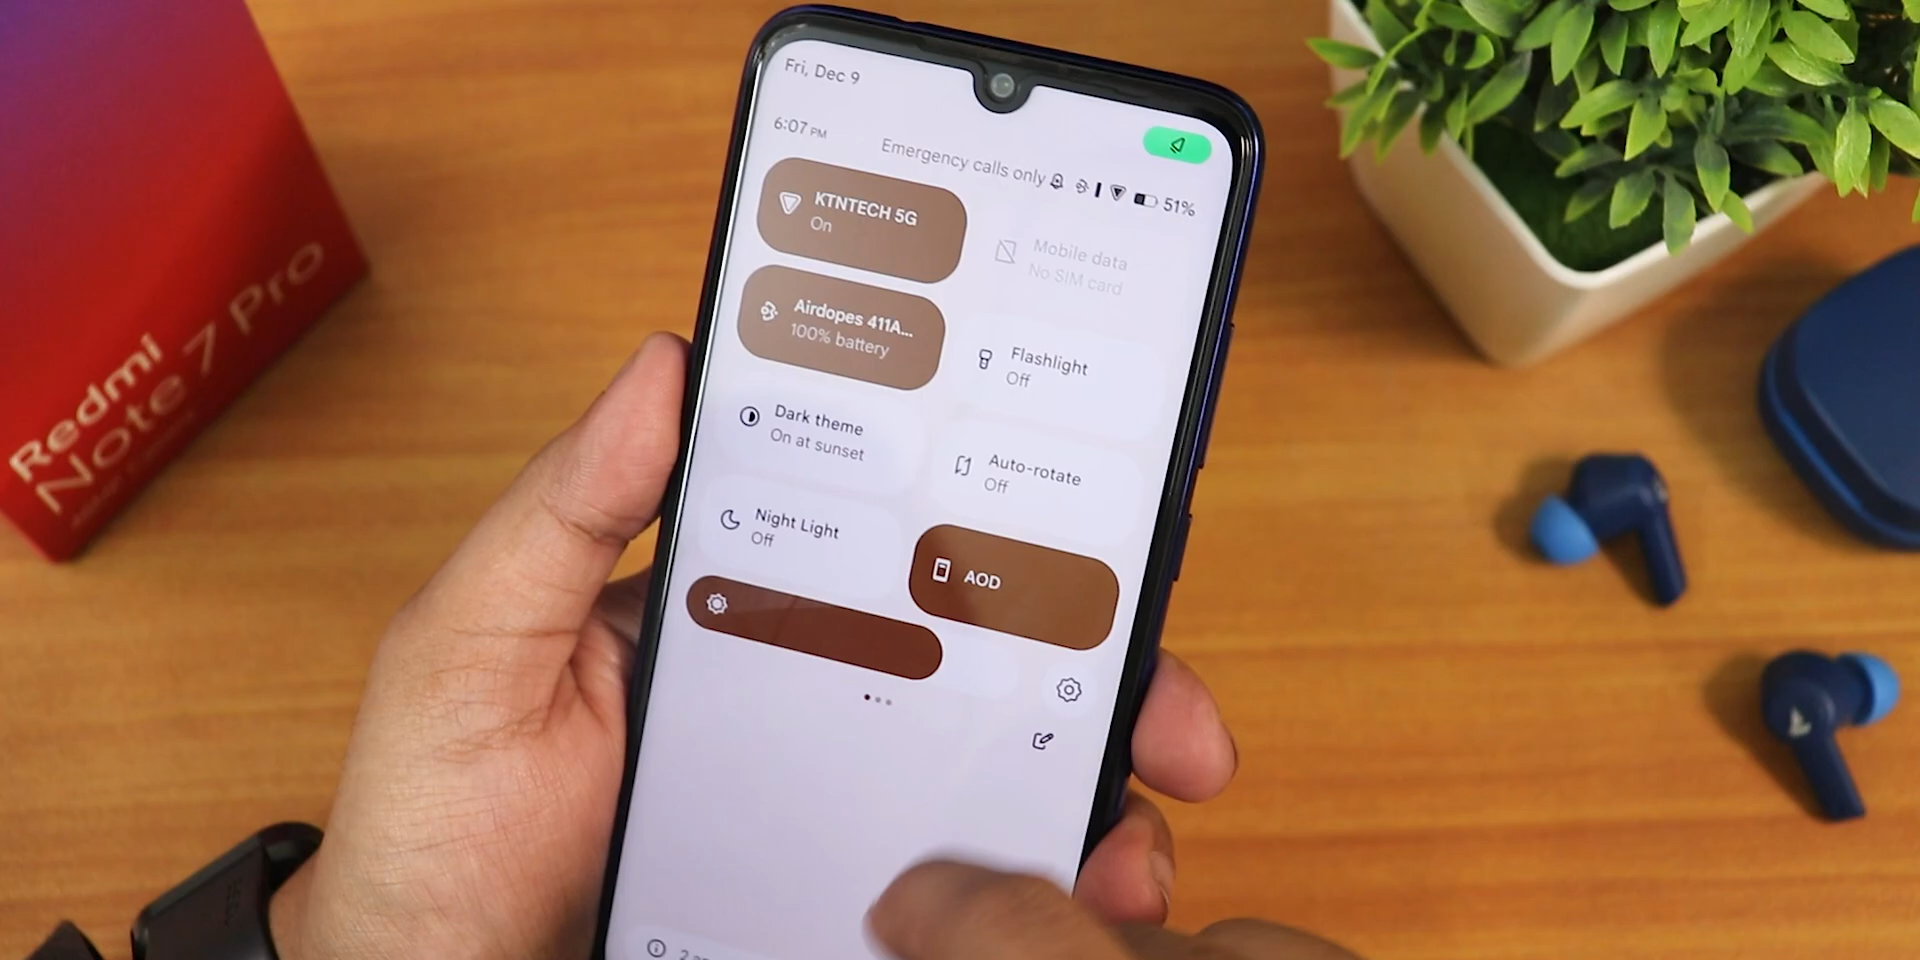 Redmi
Note 7 Pro
Fri, Dec 9
6:07 PM
Emergency calls only
51%
KTNTECH 5G
On
Mobile data
No SIM card
Airdopes 411A...
100% battery
Flashlight
Off
Dark theme
On at sunset
Auto-rotate
Off
Night Light
Off
AOD